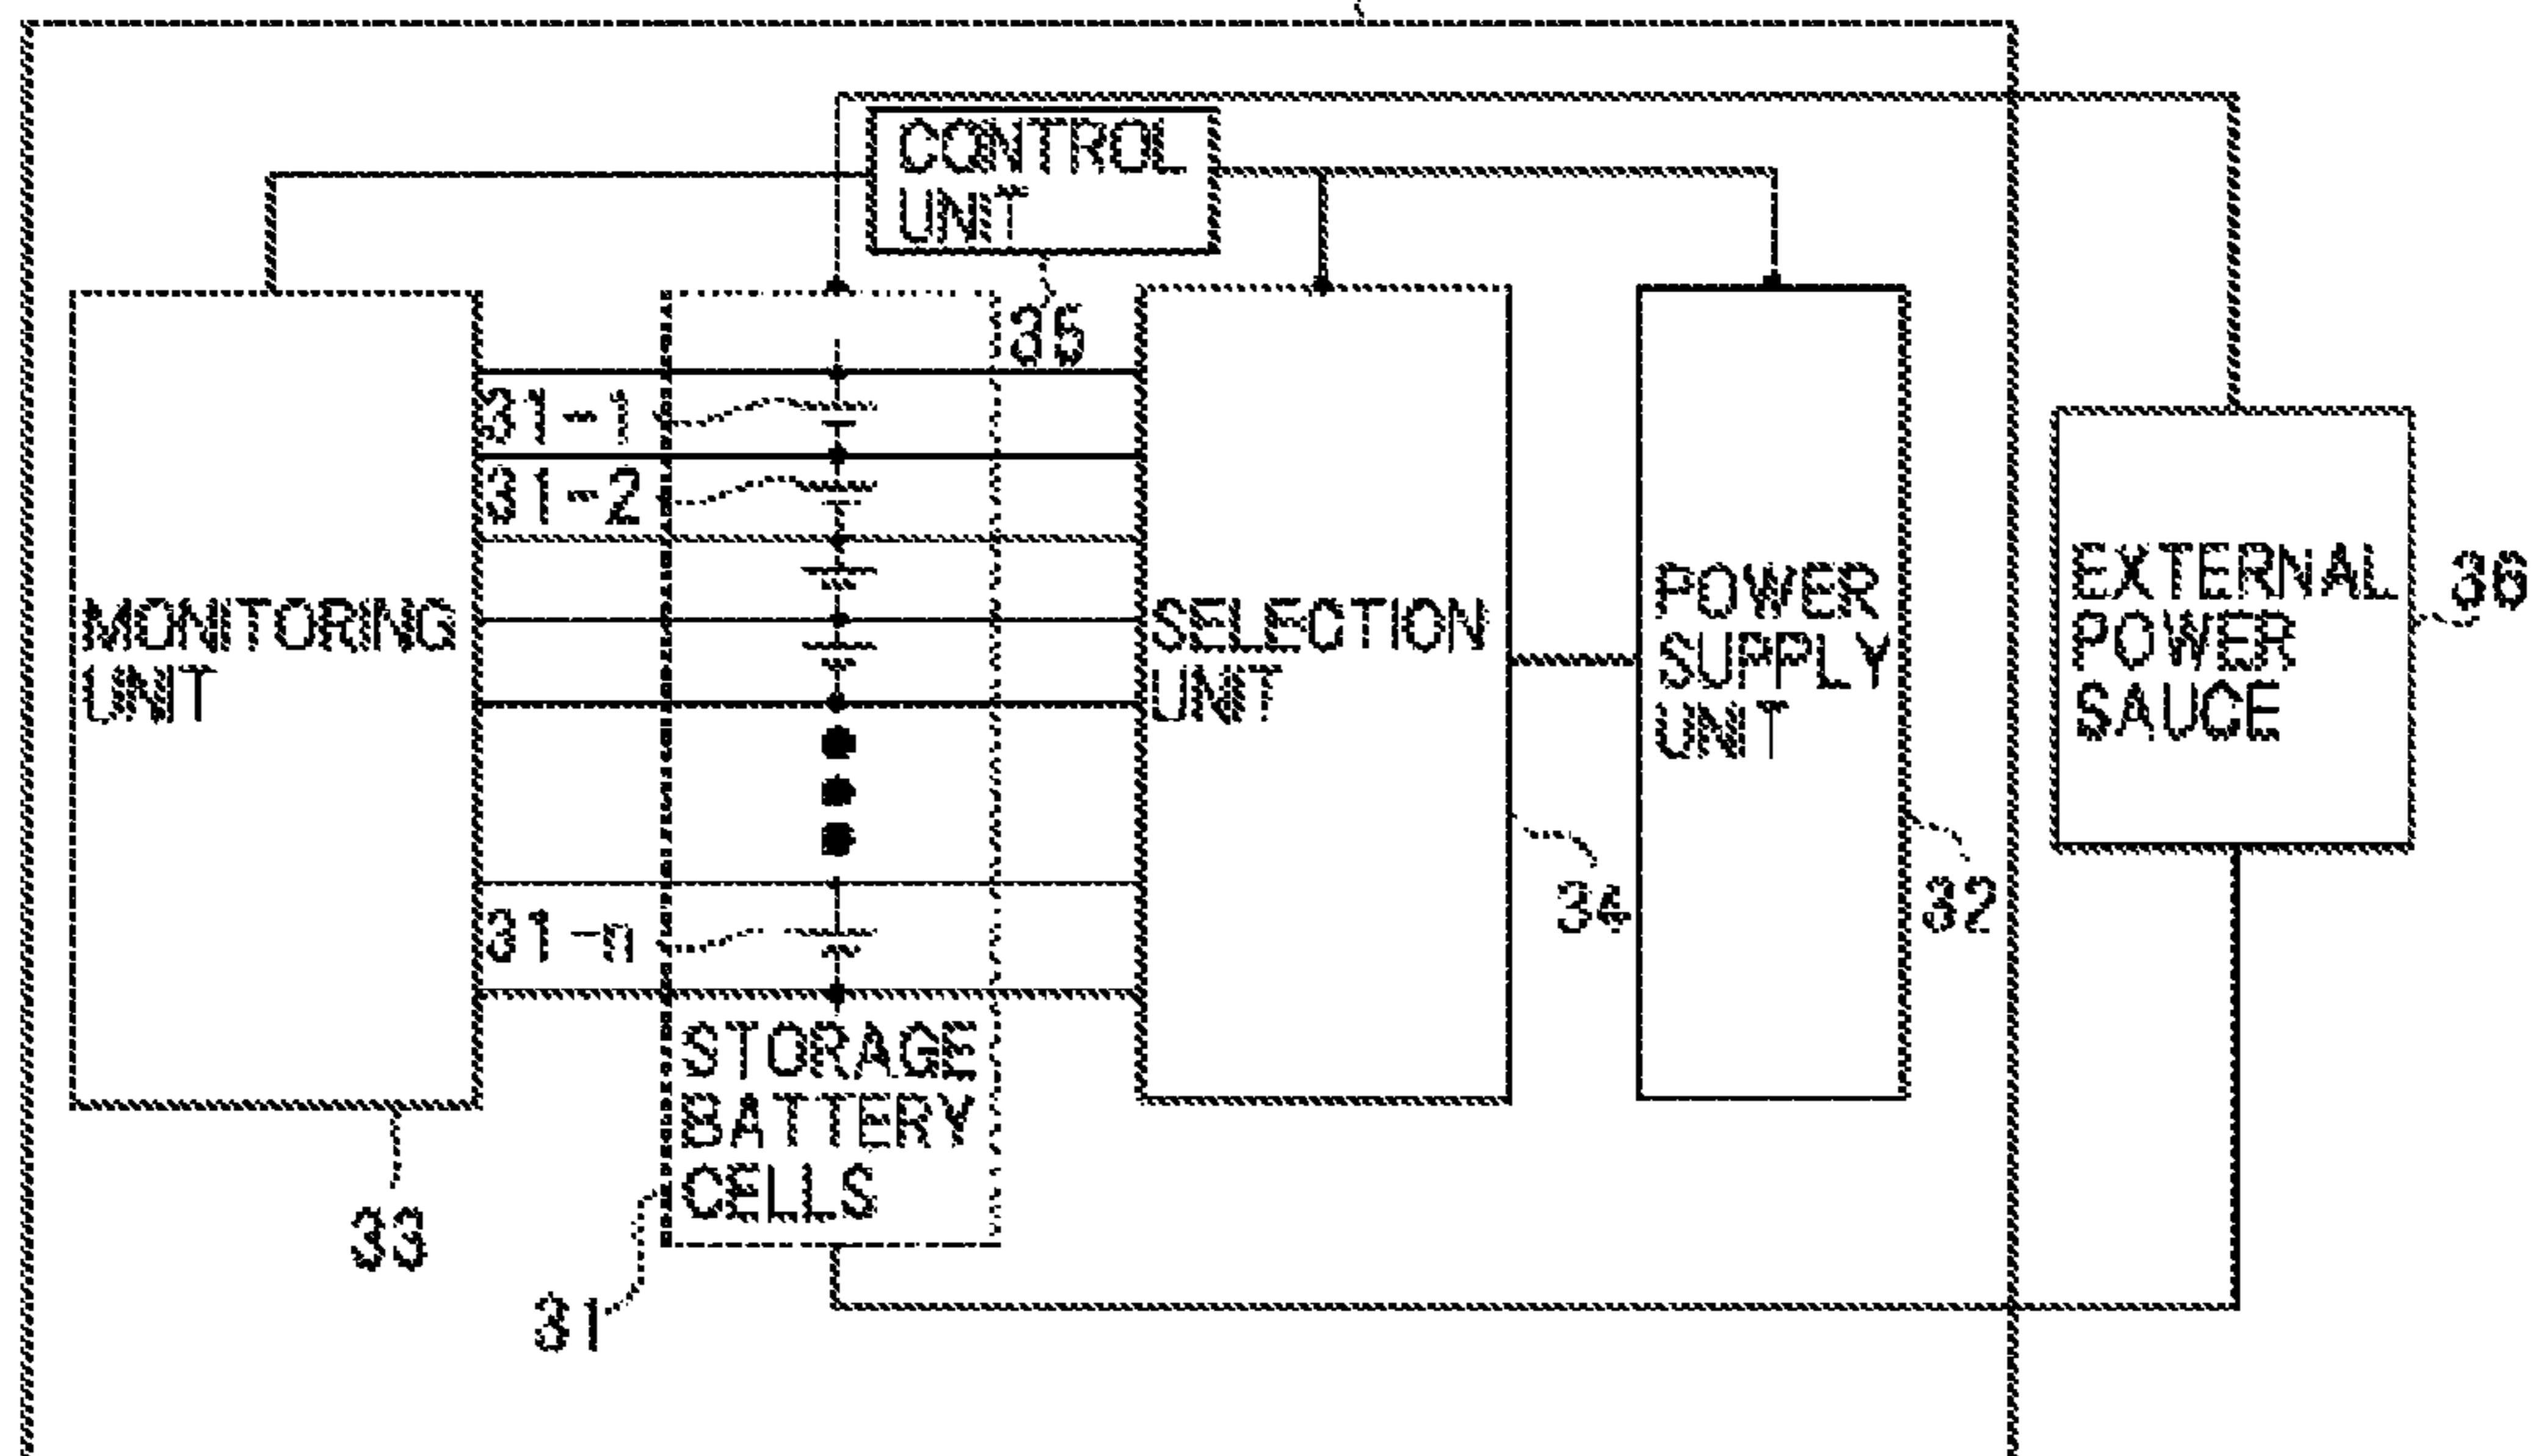 CONTROL
UNIT
35
31-1
31-2
MONITORING
UNIT
SELECTION
UNIT
POWER
SUPPLY
UNIT
EXTERNAL
POWER
SAUCE
36
34
32
31-n
STORAGE
BATTERY
CELLS
33
31